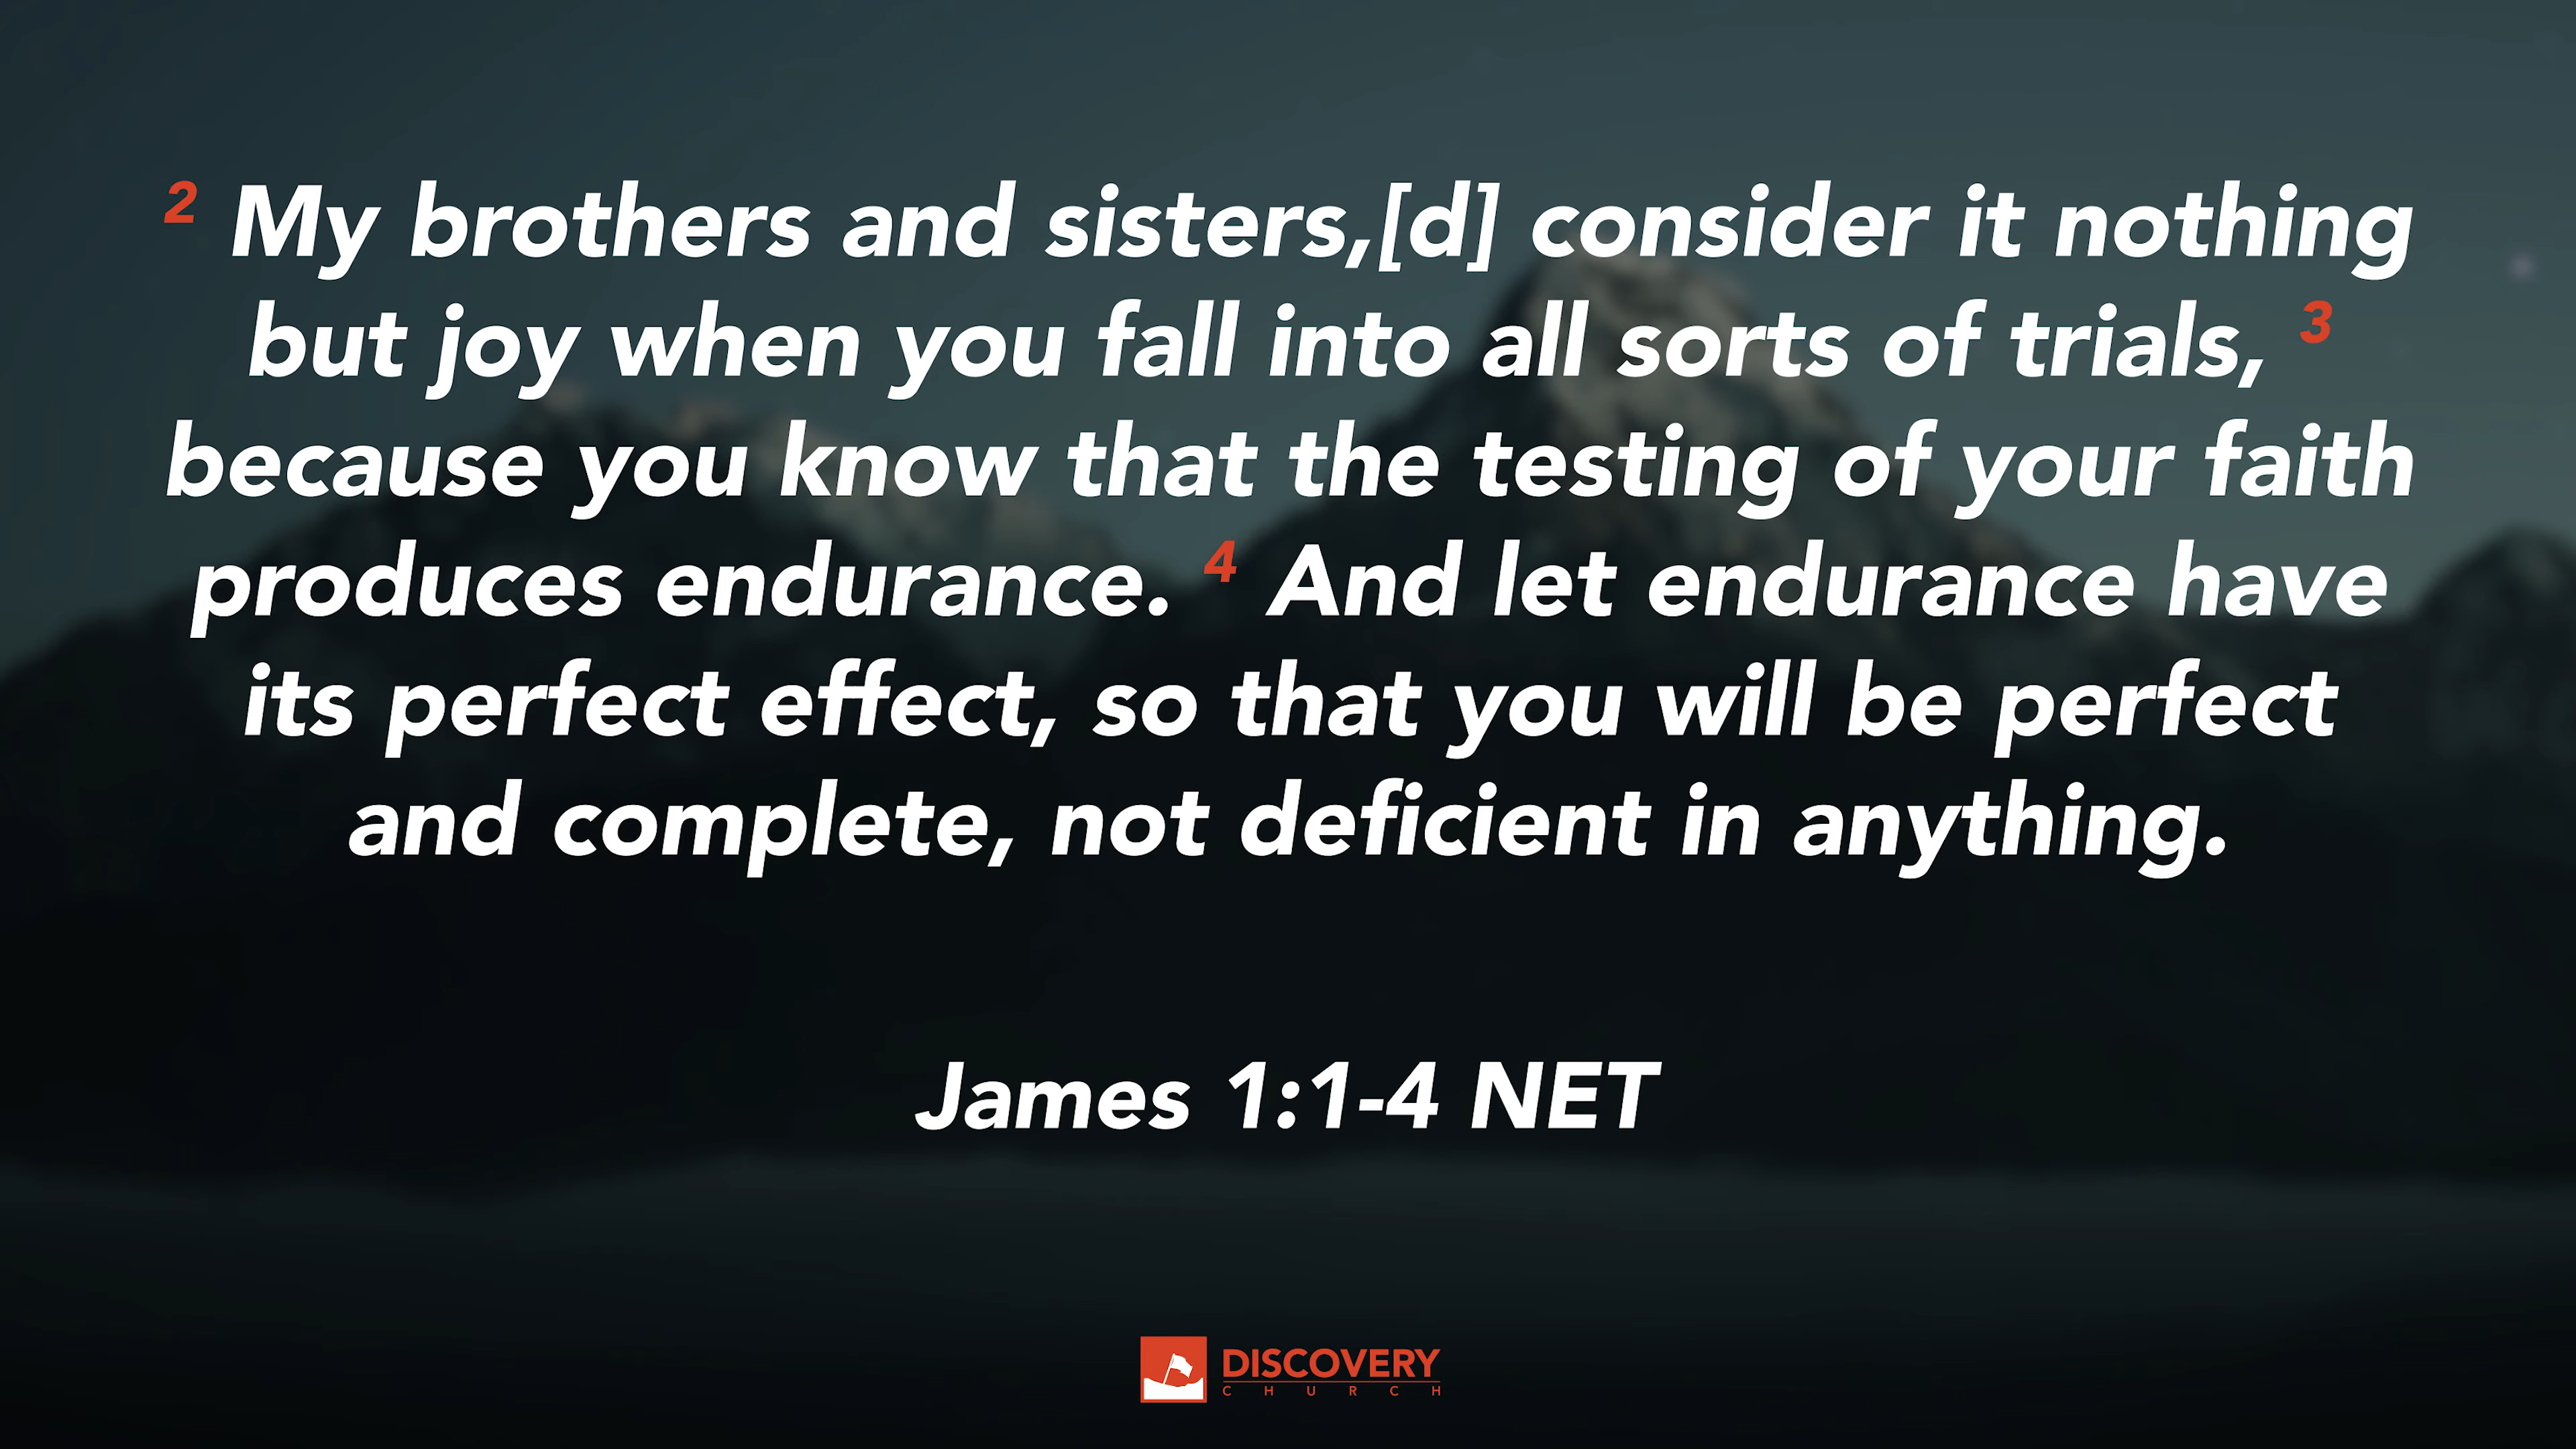 2 My brothers and sisters,[d] consider it nothing
but joy when you fall into all sorts of trials, 3
because you know that the testing of your faith
produces endurance. 4 And let endurance have
its perfect effect, so that you will be perfect
and complete, not deficient in anything.
James 1:1-4 NET
DISCOVERY
CHURCH